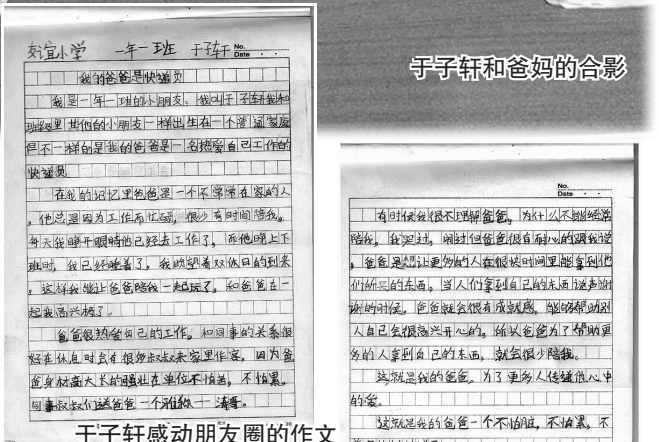 兖宜小学 一年一班 于子轩 No.
Date
我的爸爸是快递员
我是一年一班的小朋友，我叫于子轩我和
班级里其他的小朋友一样出生在一个普通家庭
但不一样的是我的爸爸是一名热爱自己工作的
快递员
在我的记忆里爸爸是一个不常常在家的人
，他总是因为工作而忙碌，很少有时间陪我。
每天我睁开眼睛他已经去工作了，而他晚上下
班时，我已经睡着了。我盼望着双休日的到来
，这样我能让爸爸陪我一起玩了，和爸爸在一
起我高兴极了。
爸爸很热爱自己的工作，和同事的关系很
好在休息时会有很多叔叔来家里作客，因为爸
爸身材高大长的强壮在单位不怕苦，不怕累，
同事叔叔们送爸爸一个准称——清哥。
于子轩感动朋友圈的作文
于子轩和爸妈的合影
No.
Date
有时候我很不理解爸爸，为什么不能经常
陪我，我哭过，闹过但爸爸很有耐心的跟我说
，爸爸是想让更多的人在很快时间里能拿到他
们所买的东西，当人们拿到自己的东西说声谢
谢的时候，爸爸就会很有成就感，能够帮助别
人自己会很高兴开心的。所以爸爸为了帮助更
多的人拿到自己的东西，就会很少陪我。
这就是我的爸爸。为了更多人传递他心中
的爱。
这就是我的爸爸一个不怕脏，不怕累，不